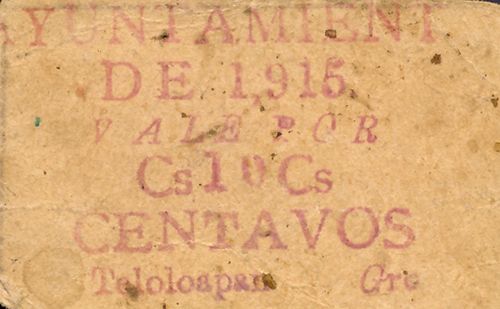 AYUNTAMIENT
DE 1,915.
VALE POR
Cs 10 Cs
CENTAVOS
Teloloapan Gro